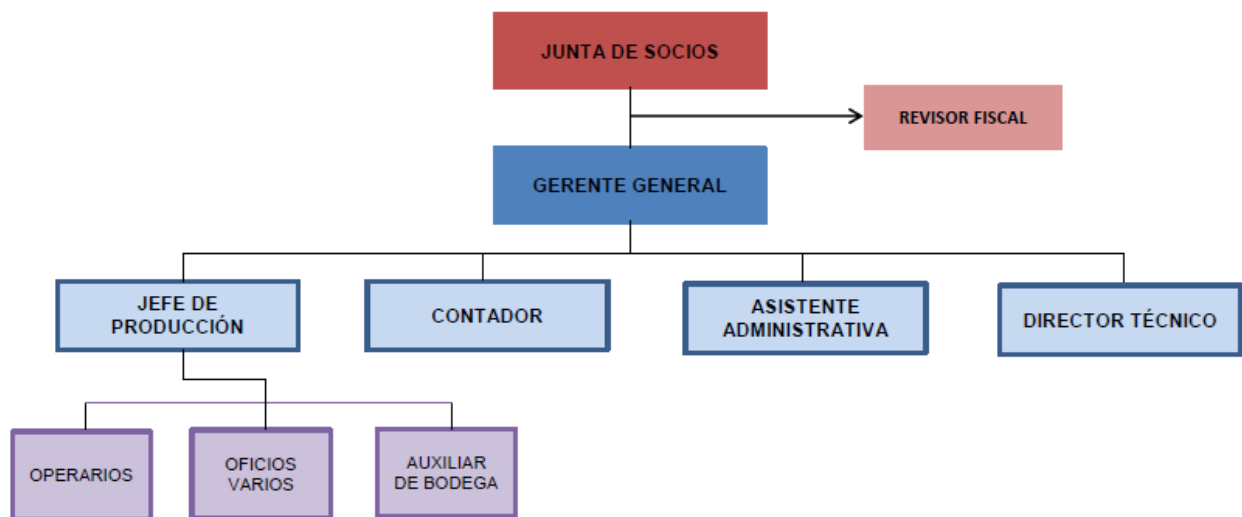 JUNTA DE SOCIOS
REVISOR FISCAL
GERENTE GENERAL
JEFE DE
PRODUCCIÓN
CONTADOR
ASISTENTE
ADMINISTRATIVA
DIRECTOR TÉCNICO
OPERARIOS
OFICIOS
VARIOS
AUXILIAR
DE BODEGA